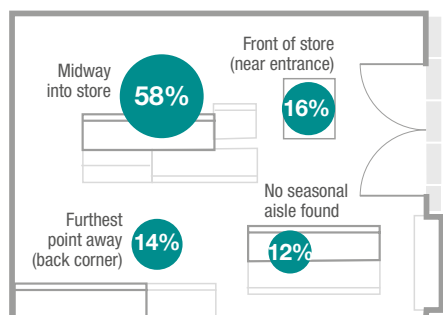 Midway
into store
58%
Front of store
(near entrance)
16%
Furthest
point away
(back corner)
14%
No seasonal
aisle found
12%